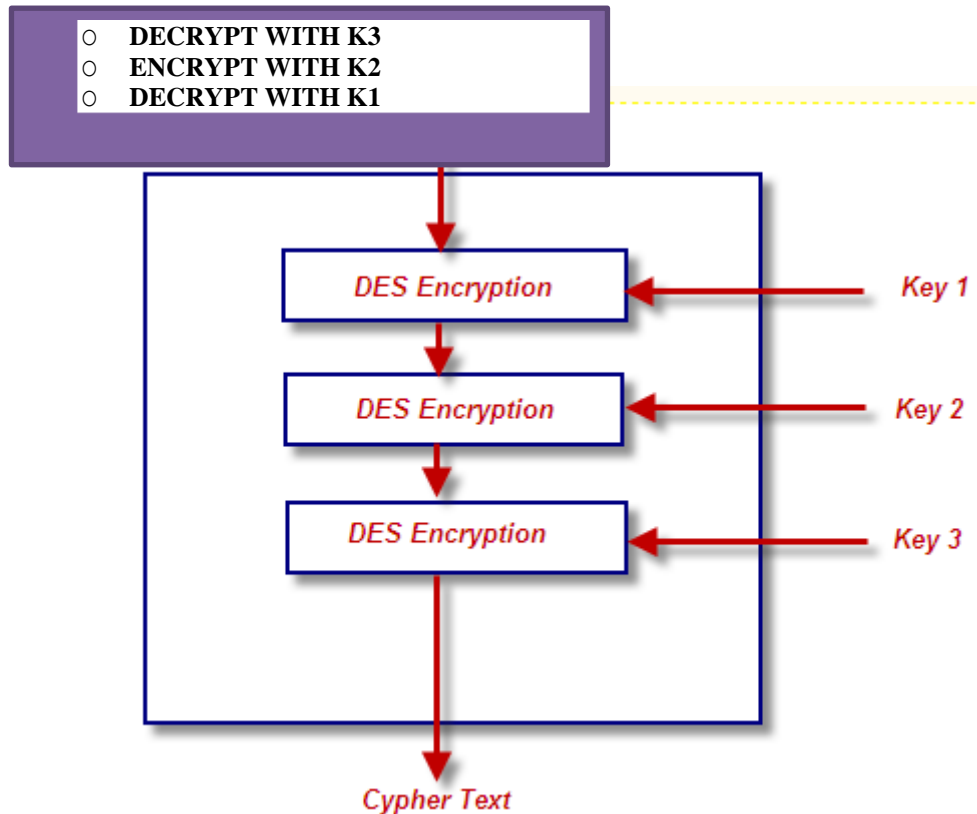 O DECRYPT WITH K3
O ENCRYPT WITH K2
O DECRYPT WITH K1
DES Encryption
Key 1
DES Encryption
Key 2
DES Encryption
Key 3
Cypher Text